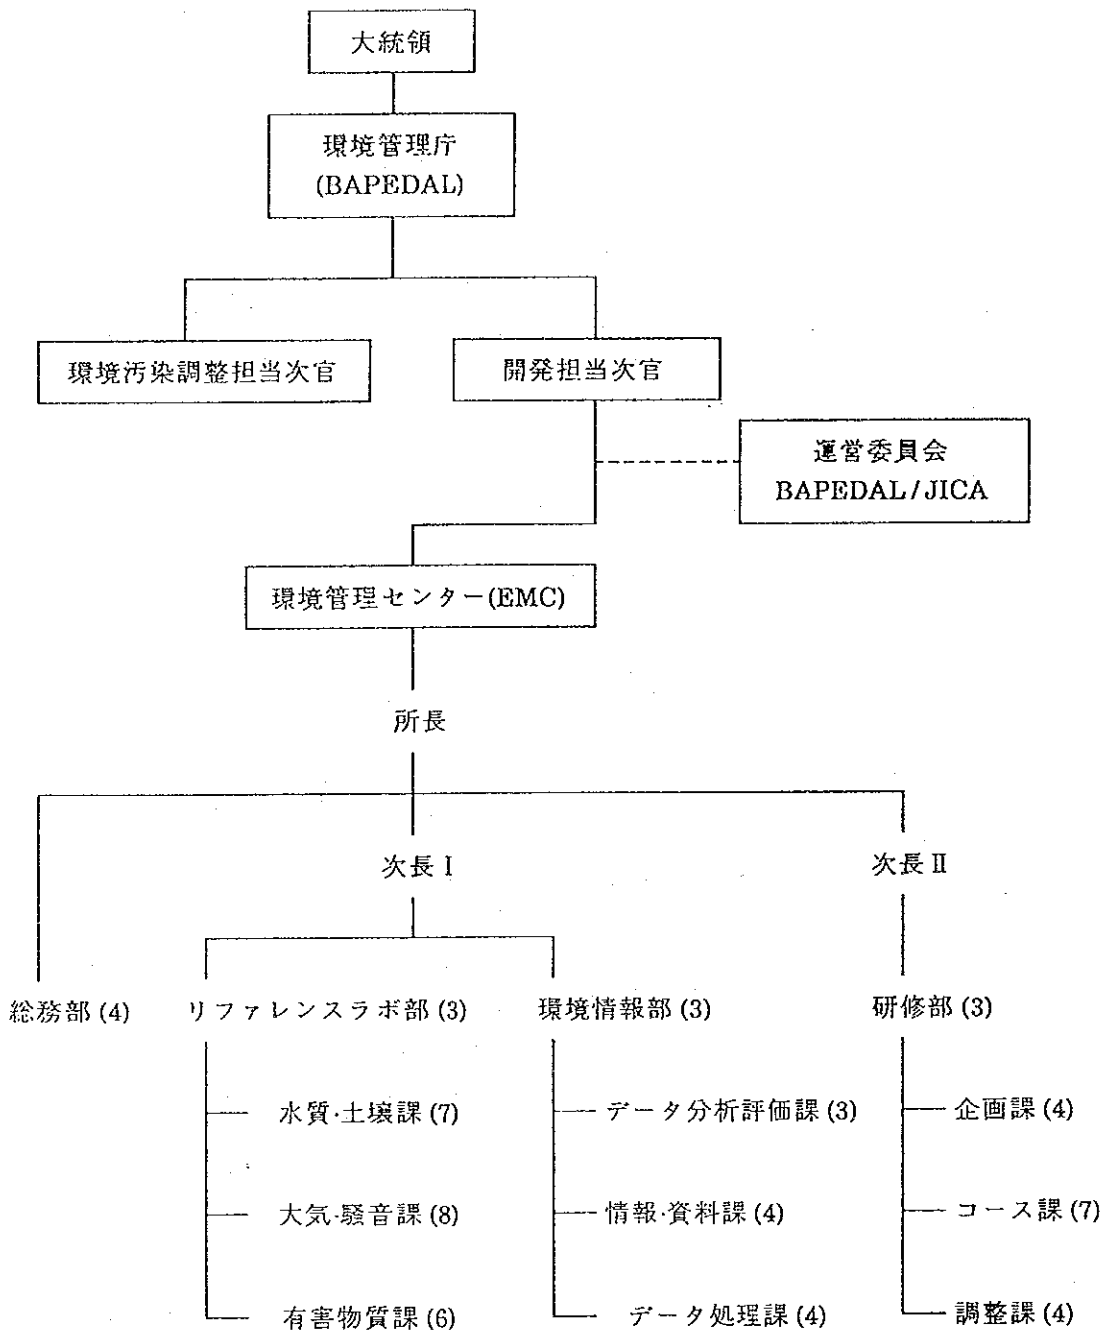 大統領
環境管理庁
(BAPEDAL)
環境汚染調整担当次官
開発担当次官
運営委員会
BAPEDAL/JICA
環境管理センター(EMC)
所長
次長Ⅰ
次長Ⅱ
総務部(4)
リファレンスラボ部(3)
環境情報部(3)
研修部(3)
水質·土壌課(7)
データ分析評価課(3)
企画課(4)
大気·騒音課(8)
情報·資料課(4)
コース課(7)
有害物質課(6)
データ処理課(4)
調整課(4)